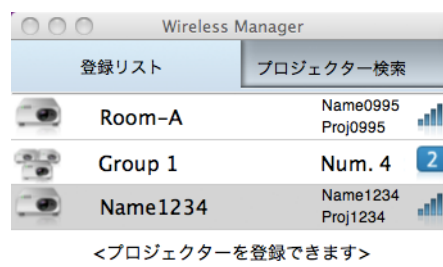 Wireless Manager
登録リスト プロジェクター検索
Room-A Name0995
Proj0995
Group 1 Num. 4 2
Name1234 Name1234
Proj1234
<プロジェクターを登録できます>